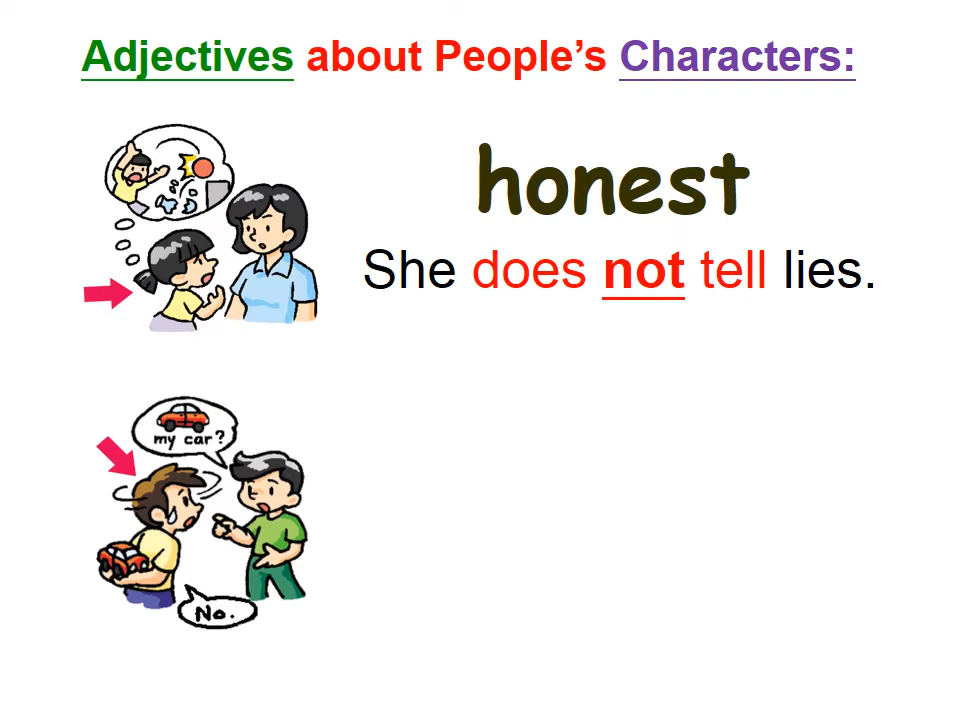 Adjectives about People’s Characters:
honest
She does not tell lies.
my car?
No.